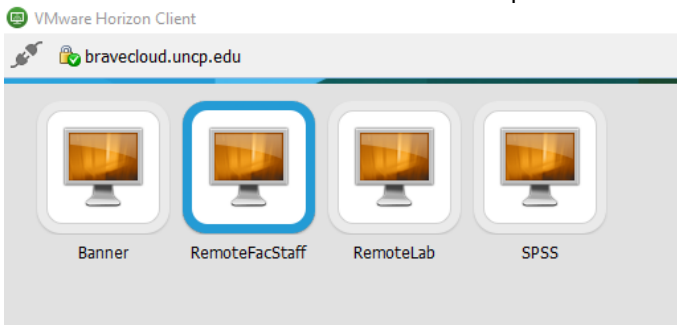 VMware Horizon Client
bravecloud.uncp.edu
Banner RemoteFacStaff RemoteLab SPSS